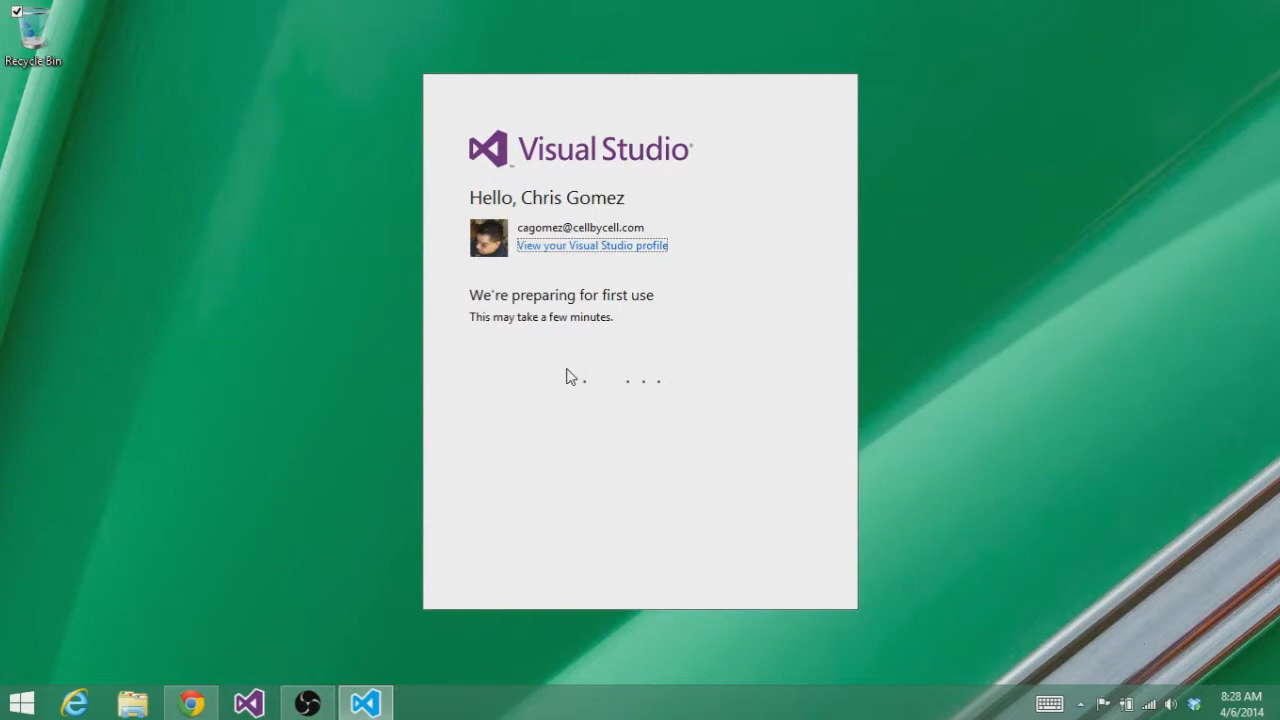 Recycle Bin
Visual Studio
Hello, Chris Gomez
cagomez@cellbycell.com
View your Visual Studio profile
We're preparing for first use
This may take a few minutes.
8:28 AM
4/6/2014